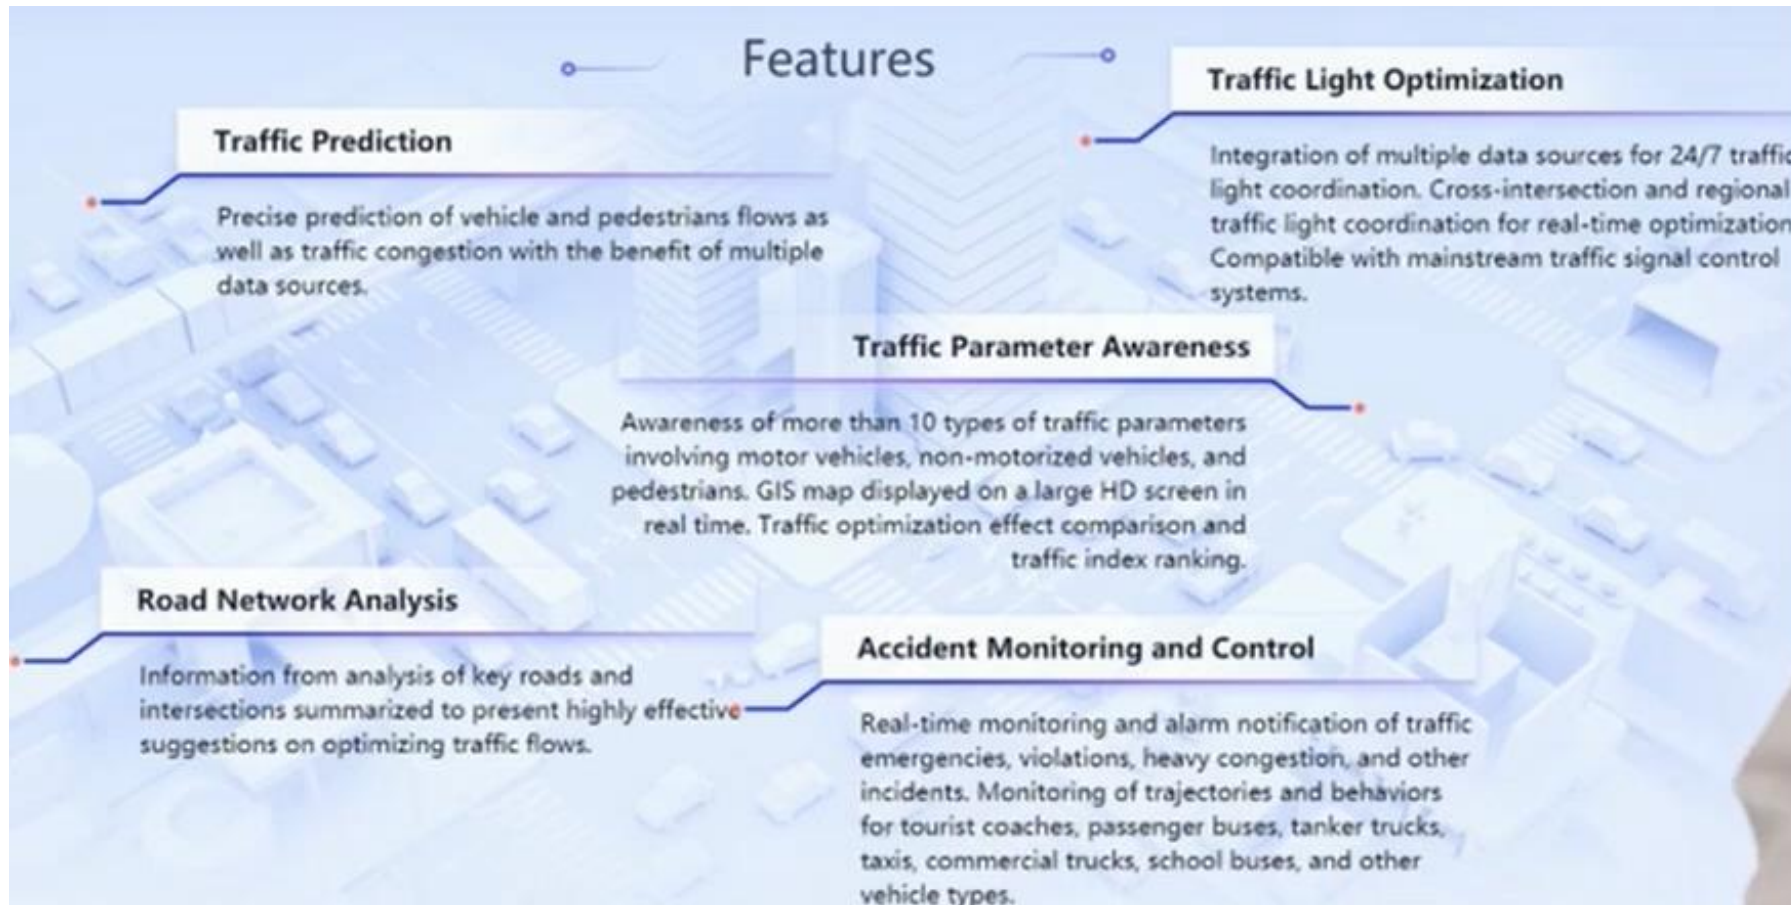 Features
Traffic Prediction
Precise prediction of vehicle and pedestrians flows as
well as traffic congestion with the benefit of multiple
data sources.
Traffic Light Optimization
Integration of multiple data sources for 24/7 traffic
light coordination. Cross-intersection and regional
traffic light coordination for real-time optimization
Compatible with mainstream traffic signal control
systems.
Traffic Parameter Awareness
Awareness of more than 10 types of traffic parameters
involving motor vehicles, non-motorized vehicles, and
pedestrians. GIS map displayed on a large HD screen in
real time. Traffic optimization effect comparison and
traffic index ranking.
Road Network Analysis
Information from analysis of key roads and
intersections summarized to present highly effective
suggestions on optimizing traffic flows.
Accident Monitoring and Control
Real-time monitoring and alarm notification of traffic
emergencies, violations, heavy congestion, and other
incidents. Monitoring of trajectories and behaviors
for tourist coaches, passenger buses, tanker trucks,
taxis, commercial trucks, school buses, and other
vehicle types.